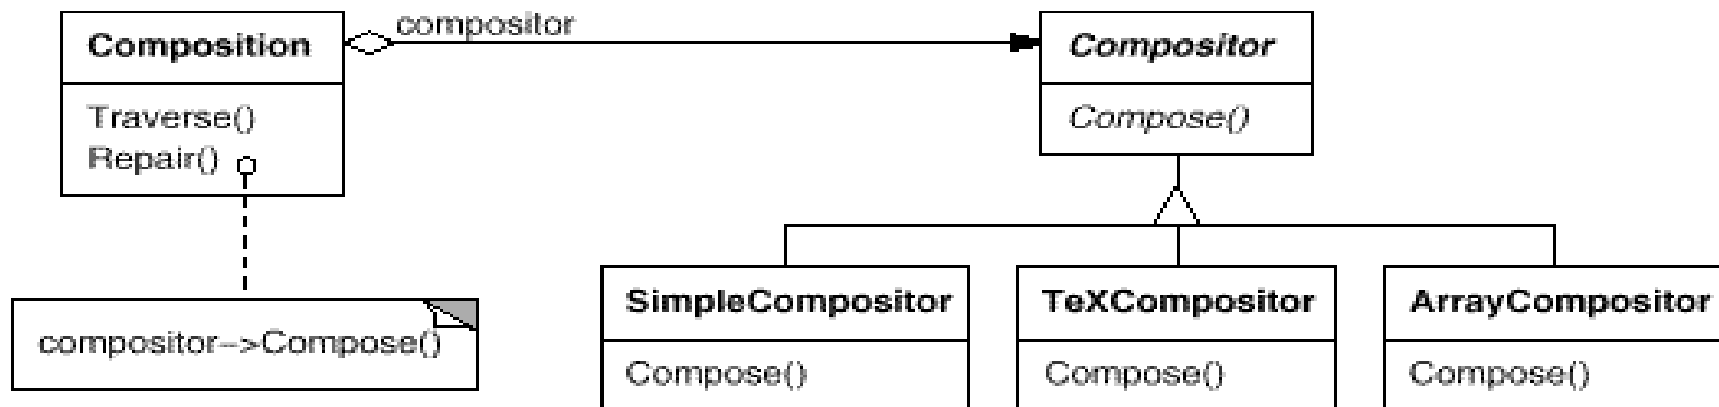 Composition
compositor
Compositor
Traverse()
Repair()
Compose()
compositor–>Compose()
SimpleCompositor
TeXCompositor
ArrayCompositor
Compose()
Compose()
Compose()